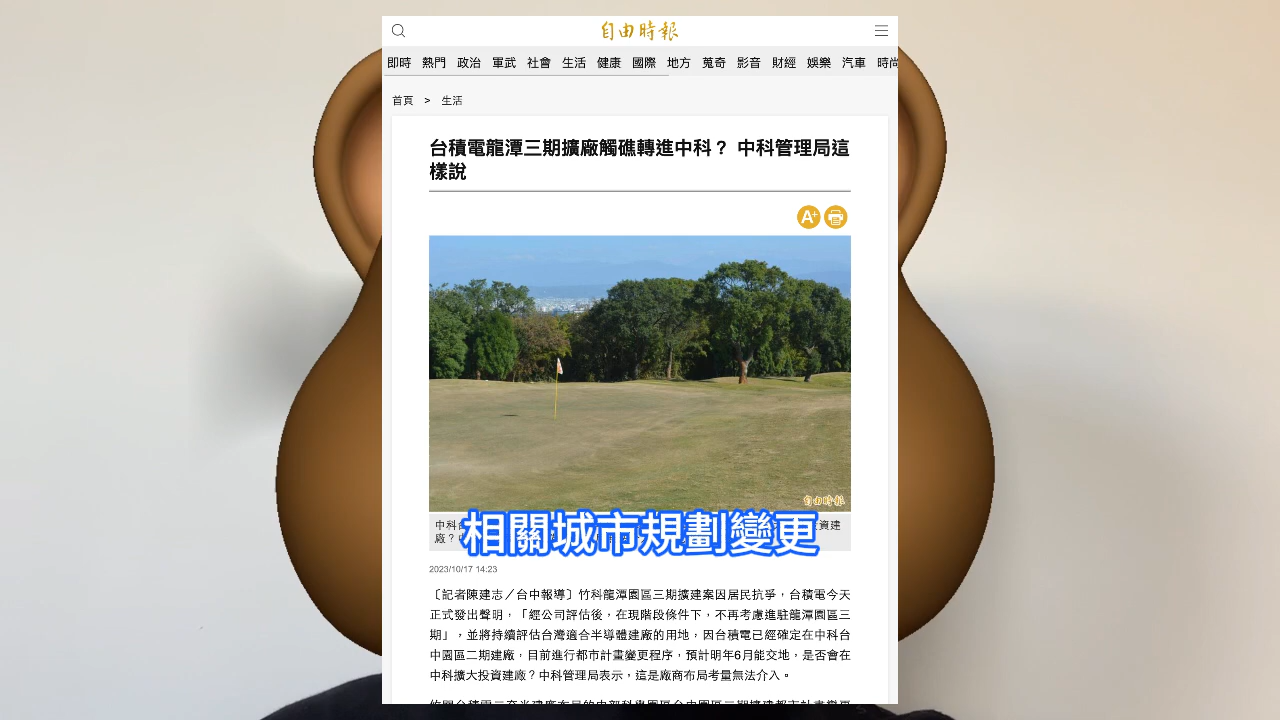 自由時報
即時 熱門 政治 軍武 社會 生活 健康 國際 地方 蒐奇 影音 財經 娛樂 汽車 時尚
首頁 > 生活
台積電龍潭三期擴廠觸礁轉進中科? 中科管理局這
樣說
A+
自由時報
相關城市規劃變更
2023/10/17 14:23
〔記者陳建志/台中報導〕竹科龍潭園區三期擴建案因居民抗爭,台積電今天
正式發出聲明,「經公司評估後,在現階段條件下,不再考慮進駐龍潭園區三
期」,並將持續評估台灣適合半導體建廠的用地,因台積電已經確定在中科台
中園區二期建廠,目前進行都市計畫變更程序,預計明年6月能交地,是否會在
中科擴大投資建廠?中科管理局表示,這是廠商布局考量無法介入。